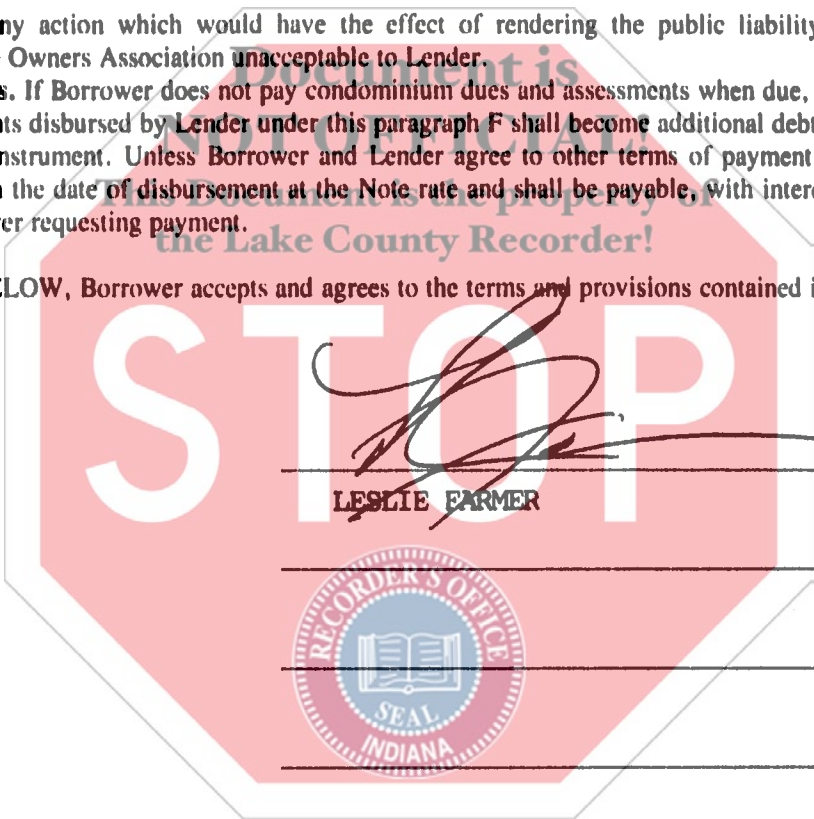 ny action which would have the effect of rendering the public liability
Owners Association unacceptable to Lender.
s. If Borrower does not pay condominium dues and assessments when due,
ts disbursed by Lender under this paragraph F shall become additional debt
nstrument. Unless Borrower and Lender agree to other terms of payment
the date of disbursement at the Note rate and shall be payable, with inter
er requesting payment.
Document is
NOT OFFICIAL!
This Document is the property of
the Lake County Recorder!
ELOW, Borrower accepts and agrees to the terms and provisions contained i
STOP
LESLIE FARMER
RECORDER'S OFFICE
SEAL
INDIANA